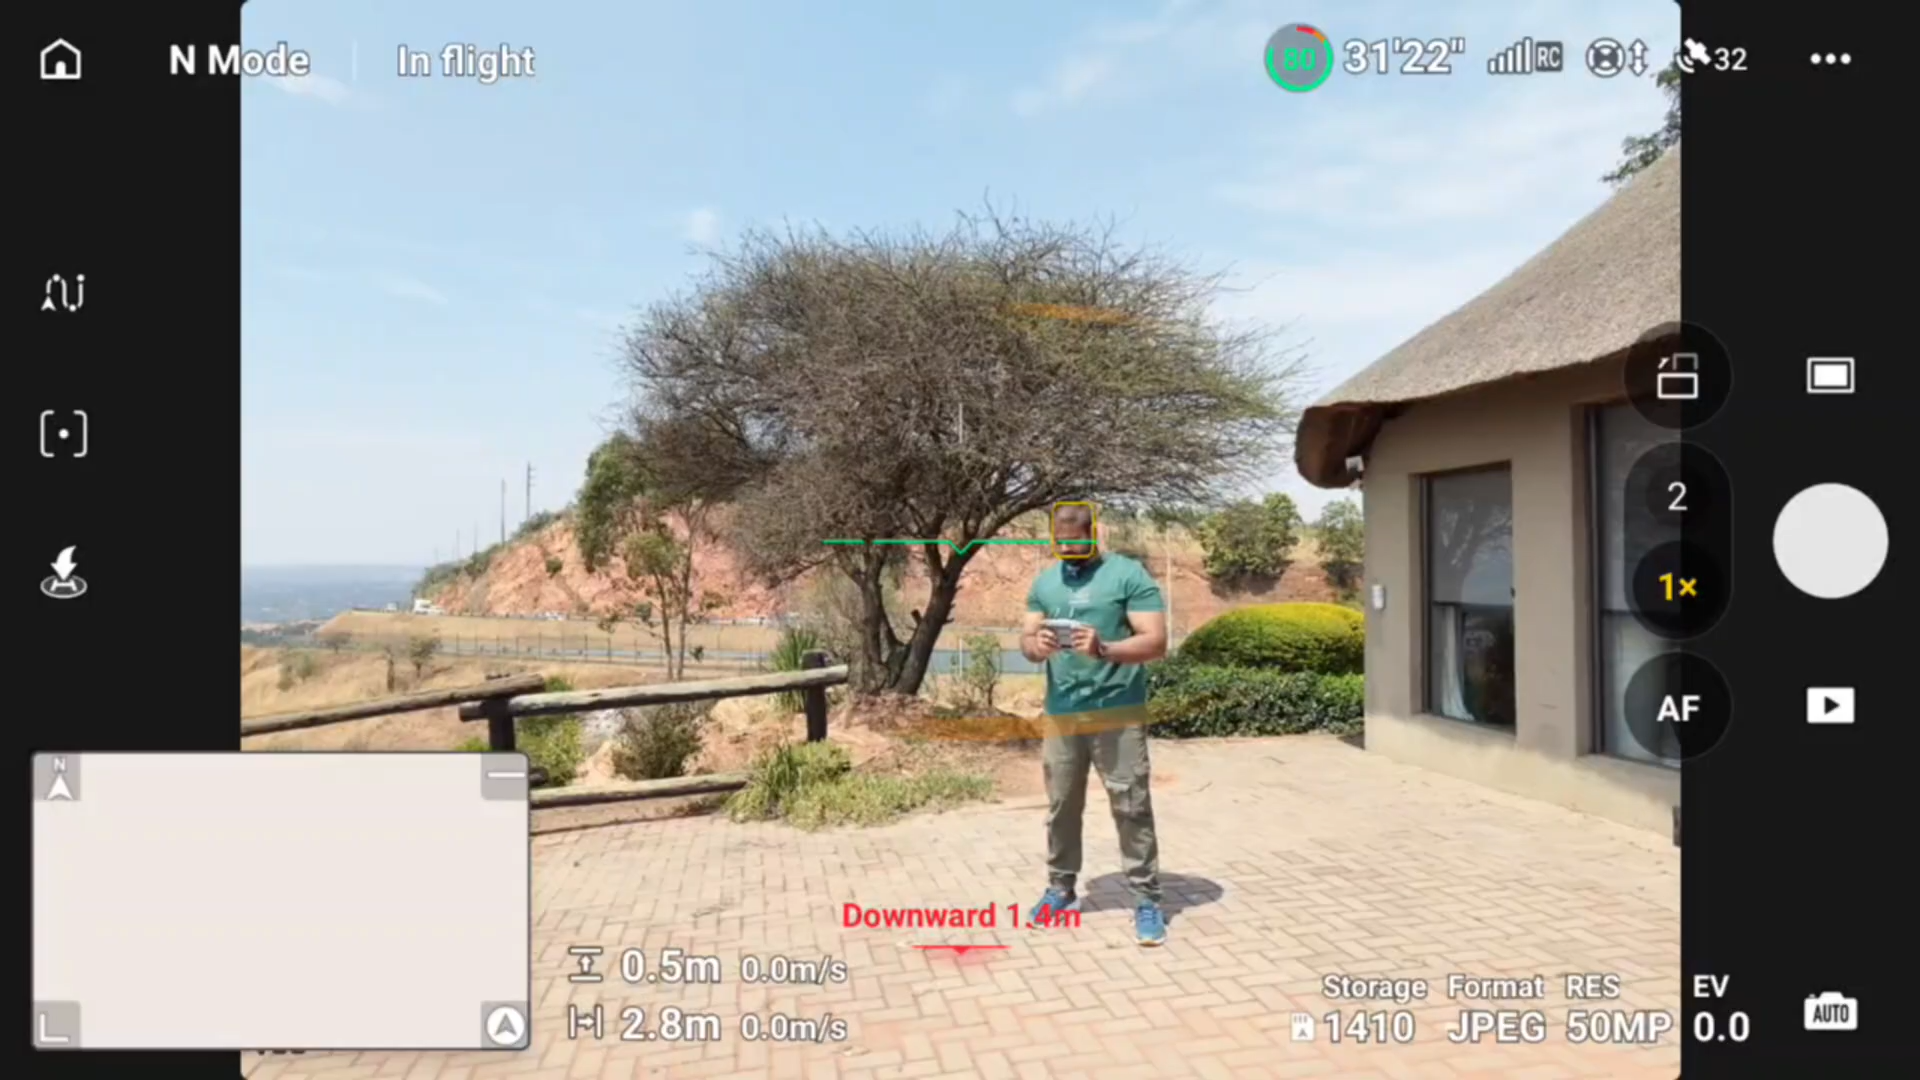 N Mode
In flight
80
31'22"
RC
32
2
1×
AF
N
Downward 1.4m
0.5m 0.0m/s
2.8m 0.0m/s
Storage Format RES EV
1410 JPEG 50MP 0.0
AUTO